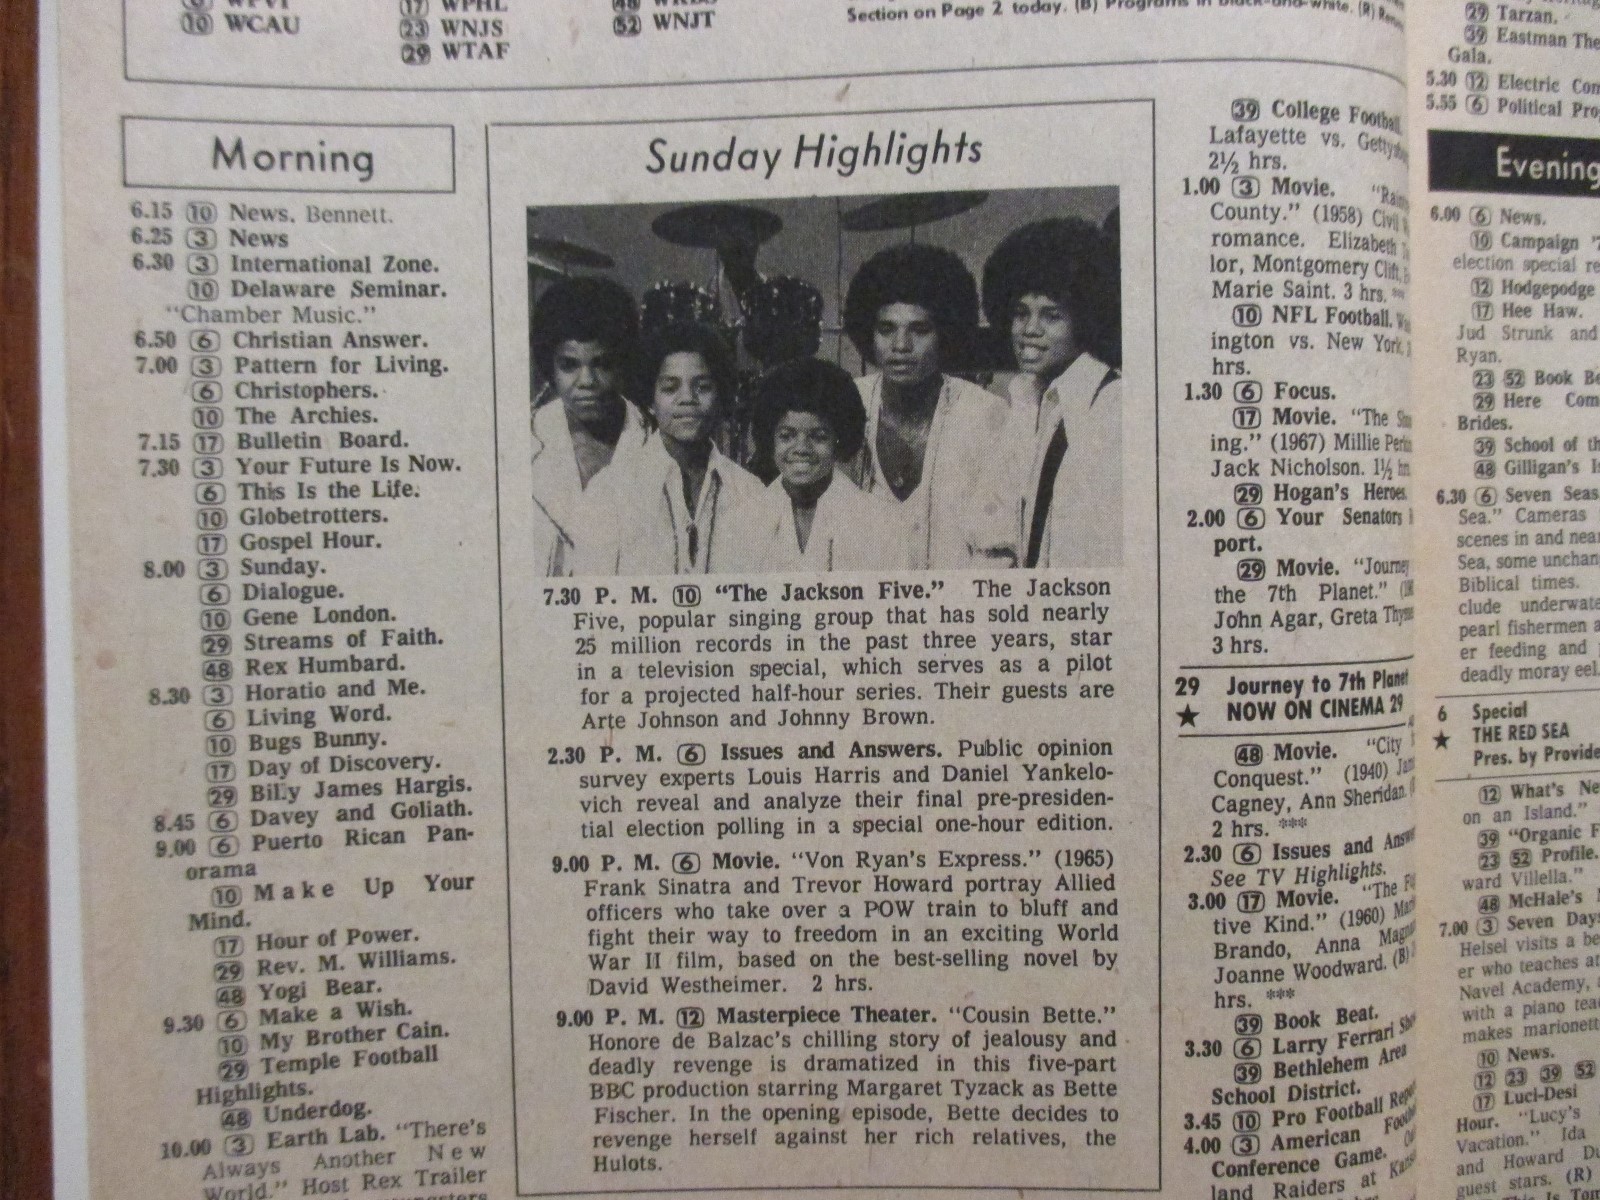 10 WCAU
17 WPHL
23 WNJS
29 WTAF
52 WNJT
Section on Page 2 today. (B) Programs in black-and-white. (R)
Morning
6.15 10 News. Bennett.
6.25 3 News
6.30 3 International Zone.
10 Delaware Seminar.
"Chamber Music."
6.50 6 Christian Answer.
7.00 3 Pattern for Living.
6 Christophers.
10 The Archies.
7.15 17 Bulletin Board.
7.30 3 Your Future Is Now.
6 This Is the Life.
10 Globetrotters.
17 Gospel Hour.
8.00 3 Sunday.
6 Dialogue.
10 Gene London.
29 Streams of Faith.
48 Rex Humbard.
8.30 3 Horatio and Me.
6 Living Word.
10 Bugs Bunny.
17 Day of Discovery.
29 Billy James Hargis.
8.45 6 Davey and Goliath.
9.00 6 Puerto Rican Pan-
orama
10 Make Up Your
Mind.
17 Hour of Power.
29 Rev. M. Williams.
48 Yogi Bear.
9.30 6 Make a Wish.
10 My Brother Cain.
29 Temple Football
Highlights.
48 Underdog.
10.00 3 Earth Lab. "There's
Always Another New
World." Host Rex Trailer
Sunday Highlights
7.30 P. M. 10 "The Jackson Five." The Jackson
Five, popular singing group that has sold nearly
25 million records in the past three years, star
in a television special, which serves as a pilot
for a projected half-hour series. Their guests are
Arte Johnson and Johnny Brown.
2.30 P. M. 6 Issues and Answers. Public opinion
survey experts Louis Harris and Daniel Yankelo-
vich reveal and analyze their final pre-presiden-
tial election polling in a special one-hour edition.
9.00 P. M. 6 Movie. "Von Ryan's Express." (1965)
Frank Sinatra and Trevor Howard portray Allied
officers who take over a POW train to bluff and
fight their way to freedom in an exciting World
War II film, based on the best-selling novel by
David Westheimer. 2 hrs.
9.00 P. M. 12 Masterpiece Theater. "Cousin Bette."
Honore de Balzac's chilling story of jealousy and
deadly revenge is dramatized in this five-part
BBC production starring Margaret Tyzack as Bette
Fischer. In the opening episode, Bette decides to
revenge herself against her rich relatives, the
Hulots.
39 College Football.
Lafayette vs.
2½ hrs.
1.00 3 Movie.
County." (1958) Civil
romance. Elizabeth
lor, Montgomery Clift,
Marie Saint. 3 hrs.
10 NFL Football.
ington vs. New York.
hrs.
1.30 6 Focus.
17 Movie. "The
ing." (1967) Millie
Jack Nicholson. 1½
29 Hogan's Heroes.
2.00 6 Your Senators
port.
29 Movie. "Journey
the 7th Planet."
John Agar, Greta
3 hrs.
29 Journey to 7th Planet
★ NOW ON CINEMA 29
48 Movie. "City
Conquest." (1940)
Cagney, Ann Sheridan.
2 hrs. ***
2.30 6 Issues and
See TV Highlights.
3.00 17 Movie. "The
tive Kind." (1960)
Brando, Anna
Joanne Woodward. (B)
hrs. ***
39 Book Beat.
3.30 6 Larry Ferrari
39 Bethlehem Area
School District.
3.45 10 Pro Football
4.00 3 American
Conference Game.
land Raiders at
29 Tarzan.
39 Eastman
Gala.
5.30 12 Electric
5.55 6 Political
Evening
6.00 6 News.
10 Campaign
election special
12 Hodgepodge
17 Hee Haw.
Jud Strunk and
Ryan.
23 52 Book
29 Here
Brides.
39 School of
48 Gilligan's
6.30 6 Seven Seas
Sea." Cameras
scenes in and
Sea, some
Biblical times.
clude
pearl fishermen
er feeding and
deadly moray eel.
6 Special
★ THE RED SEA
Pres. by
12 What's
on an Island."
39 "Organic
23 52 Profile.
ward Villella."
48 McHale's
7.00 3 Seven Days
Helsel visits a
er who teaches
Navel Academy,
with a piano
makes
10 News.
12 23 39 52
17 Luci-Desi
Hour. "Lucy's
Vacation." Ida
and Howard
guest stars. (R)